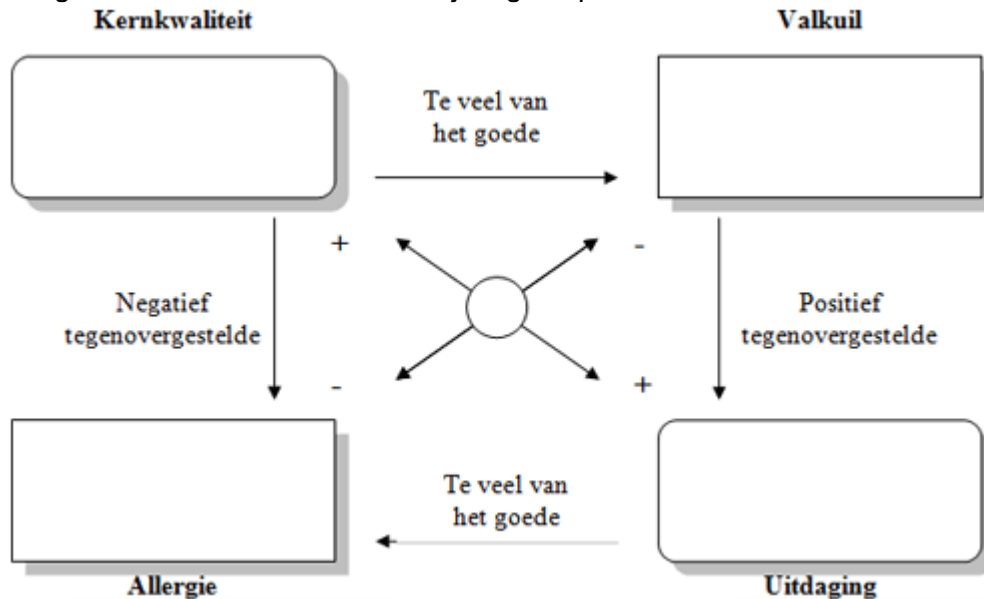 Kernkwaliteit
Valkuil
Te veel van
het goede
+
-
Negatief
tegenovergestelde
Positief
tegenovergestelde
-
+
Te veel van
het goede
Allergie
Uitdaging